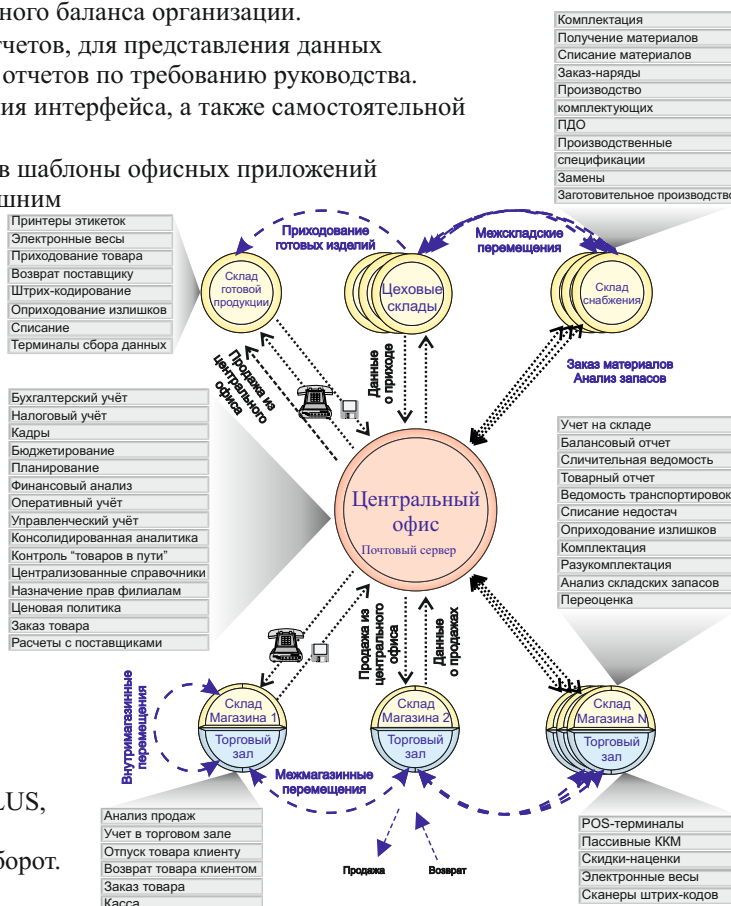 ного баланса организации.
тчетов, для представления данных
отчетов по требованию руководства.
ия интерфейса, а также самостоятельной
в шаблоны офисных приложений
шним
Комплектация
Получение материалов
Списание материалов
Заказ-наряды
Производство
комплектующих
ПДО
Производственные
спецификации
Замены
Заготовительное производство
Принтеры этикеток
Электронные весы
Приходование товара
Возврат поставщику
Штрих-кодирование
Оприходование излишков
Списание
Терминалы сбора данных
Приходование
готовых изделий
Межскладские
перемещения
Склад
готовой
продукции
Цеховые
склады
Склад
снабжения
Продажа из
центрального
офиса
Данные
о приходе
Заказ материалов
Анализ запасов
Бухгалтерский учёт
Налоговый учёт
Кадры
Бюджетирование
Планирование
Финансовый анализ
Оперативный учёт
Управленческий учёт
Консолидированная аналитика
Контроль “товаров в пути”
Централизованные справочники
Назначение прав филиалам
Ценовая политика
Заказ товара
Расчеты с поставщиками
Центральный
офис
Почтовый сервер
Учет на складе
Балансовый отчет
Сличительная ведомость
Товарный отчет
Ведомость транспортировок
Списание недостач
Оприходование излишков
Комплектация
Разукомплектация
Анализ складских запасов
Переоценка
Продажа из
центрального
офиса
Данные
о продажах
Внутримагазинные
перемещения
Склад
Магазина 1
Торговый
зал
Склад
Магазина 2
Торговый
зал
Склад
Магазина N
Торговый
зал
Межмагазинные
перемещения
LUS,
борот.
Анализ продаж
Учет в торговом зале
Отпуск товара клиенту
Возврат товара клиентом
Заказ товара
Касса
Продажа
Возврат
POS-терминалы
Пассивные ККМ
Скидки-наценки
Электронные весы
Сканеры штрих-кодов